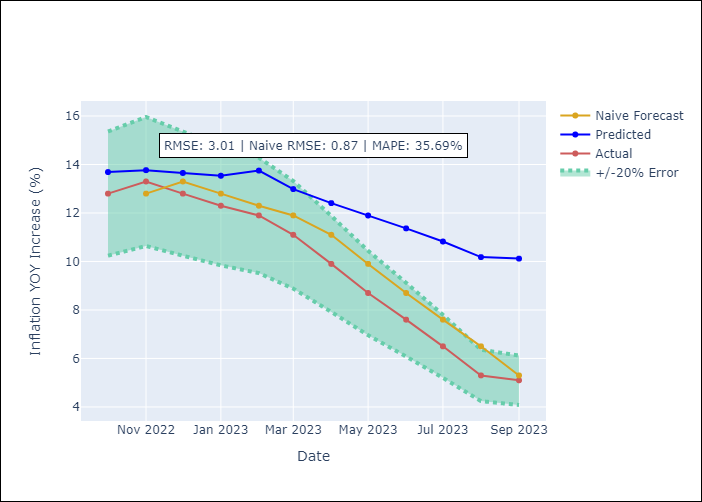 RMSE: 3.01 | Naive RMSE: 0.87 | MAPE: 35.69%
Naive Forecast
Predicted
Actual
+/-20% Error
Inflation YOY Increase (%)
16
14
12
10
8
6
4
Nov 2022 Jan 2023 Mar 2023 May 2023 Jul 2023 Sep 2023
Date